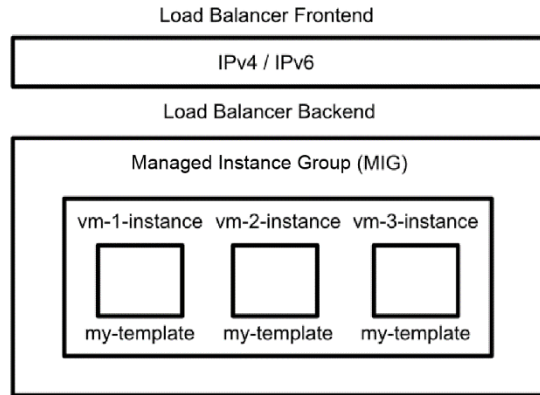 Load Balancer Frontend
IPv4 / IPv6
Load Balancer Backend
Managed Instance Group (MIG)
vm-1-instance vm-2-instance vm-3-instance
my-template my-template my-template